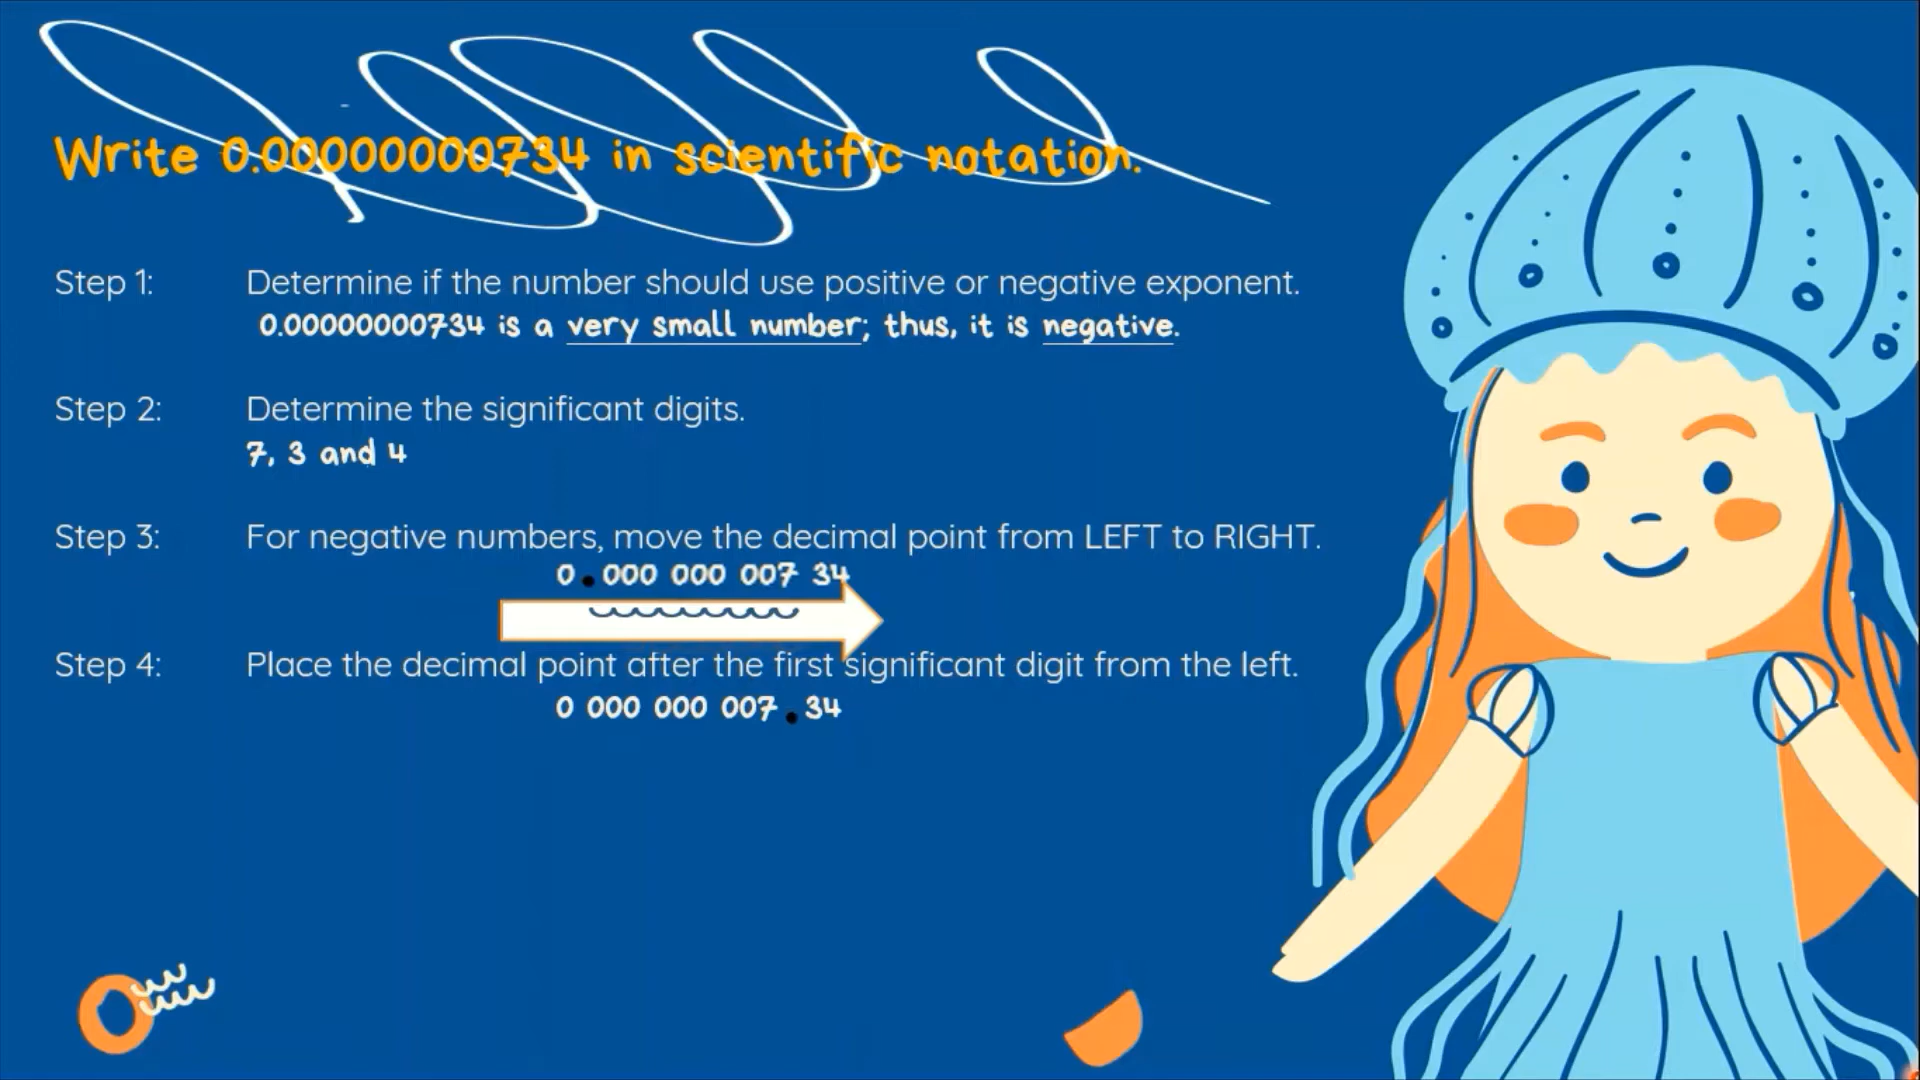 Write 0.00000000734 in scientific notation.
Step 1: Determine if the number should use positive or negative exponent.
0.00000000734 is a very small number; thus, it is negative.
Step 2: Determine the significant digits.
7, 3 and 4
Step 3: For negative numbers, move the decimal point from LEFT to RIGHT.
0.000 000 007 34
Step 4: Place the decimal point after the first significant digit from the left.
0 000 000 007.34